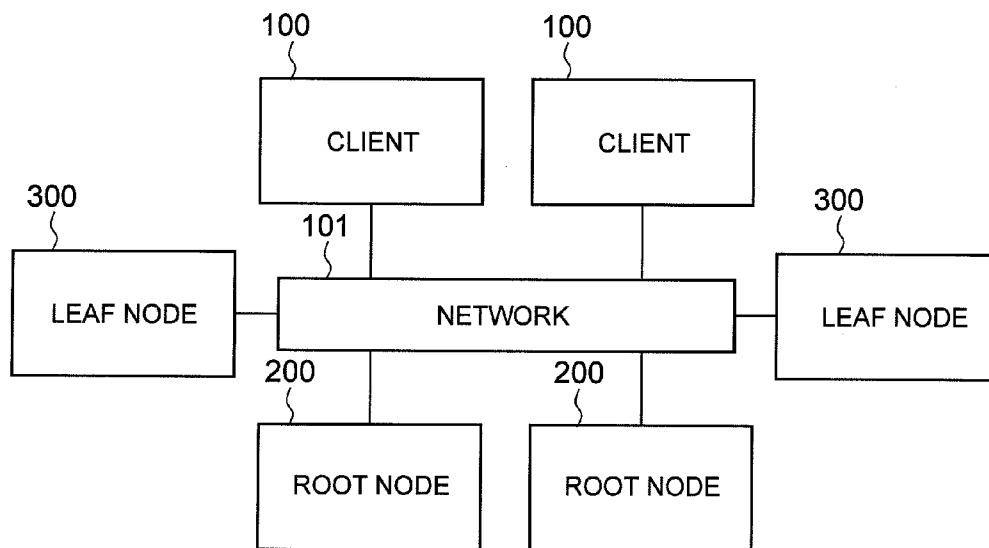 100
100
CLIENT
CLIENT
300
101
300
LEAF NODE
NETWORK
LEAF NODE
200
200
ROOT NODE
ROOT NODE